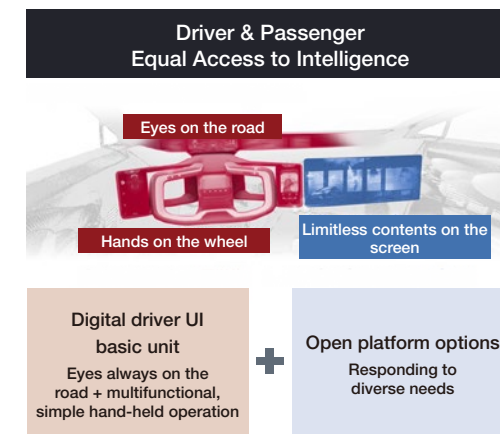 Driver & Passenger
Equal Access to Intelligence
Eyes on the road
Hands on the wheel
Limitless contents on the
screen
Digital driver UI
basic unit
Eyes always on the
road + multifunctional,
simple hand-held operation
Open platform options
Responding to
diverse needs